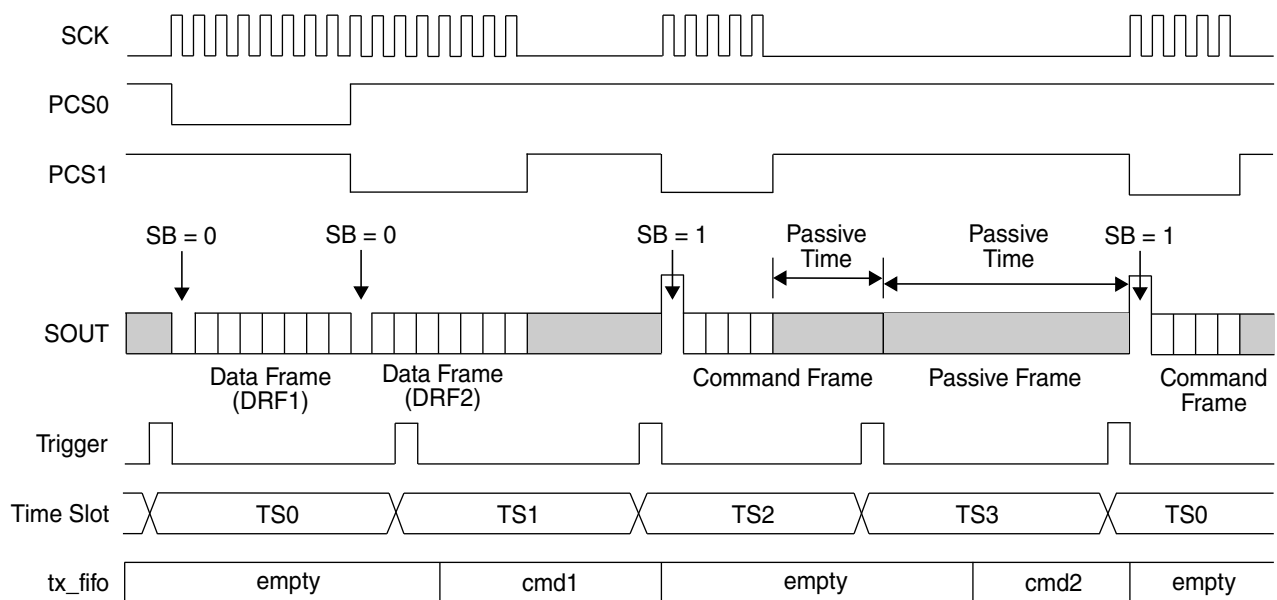 SCK
PCS0
PCS1
SB = 0
SB = 0
SB = 1
Passive
Time
Passive
Time
SB = 1
SOUT
Data Frame
(DRF1)
Data Frame
(DRF2)
Command Frame
Passive Frame
Command
Frame
Trigger
Time Slot
TS0
TS1
TS2
TS3
TS0
tx_fifo
empty
cmd1
empty
cmd2
empty